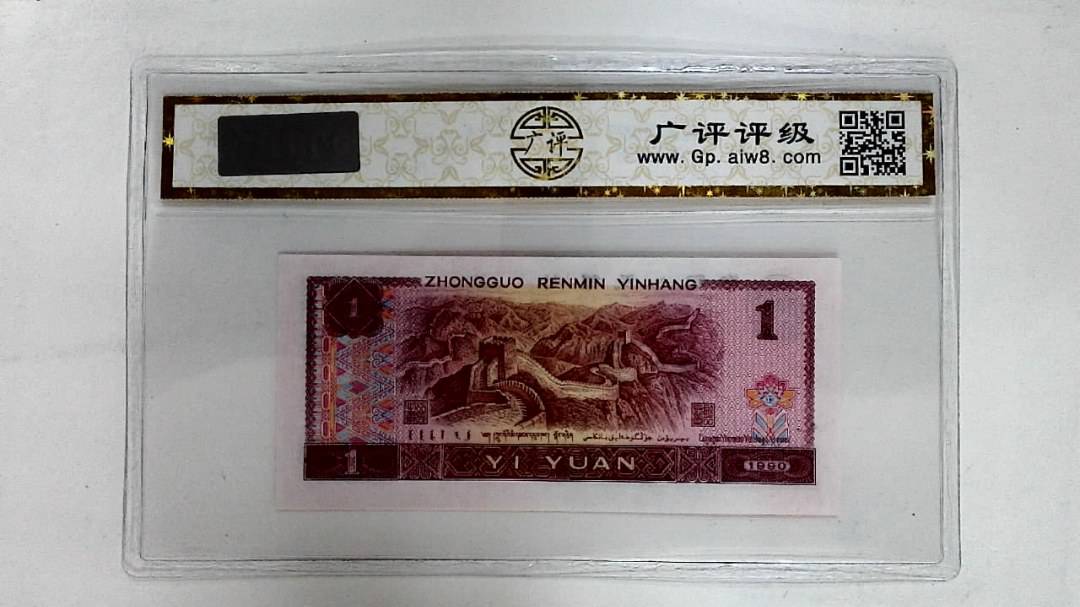 广评
广评评级
www.Gp.aiw8.com
ZHONGGUO RENMIN YINHANG
1
1
1
YI YUAN
1990